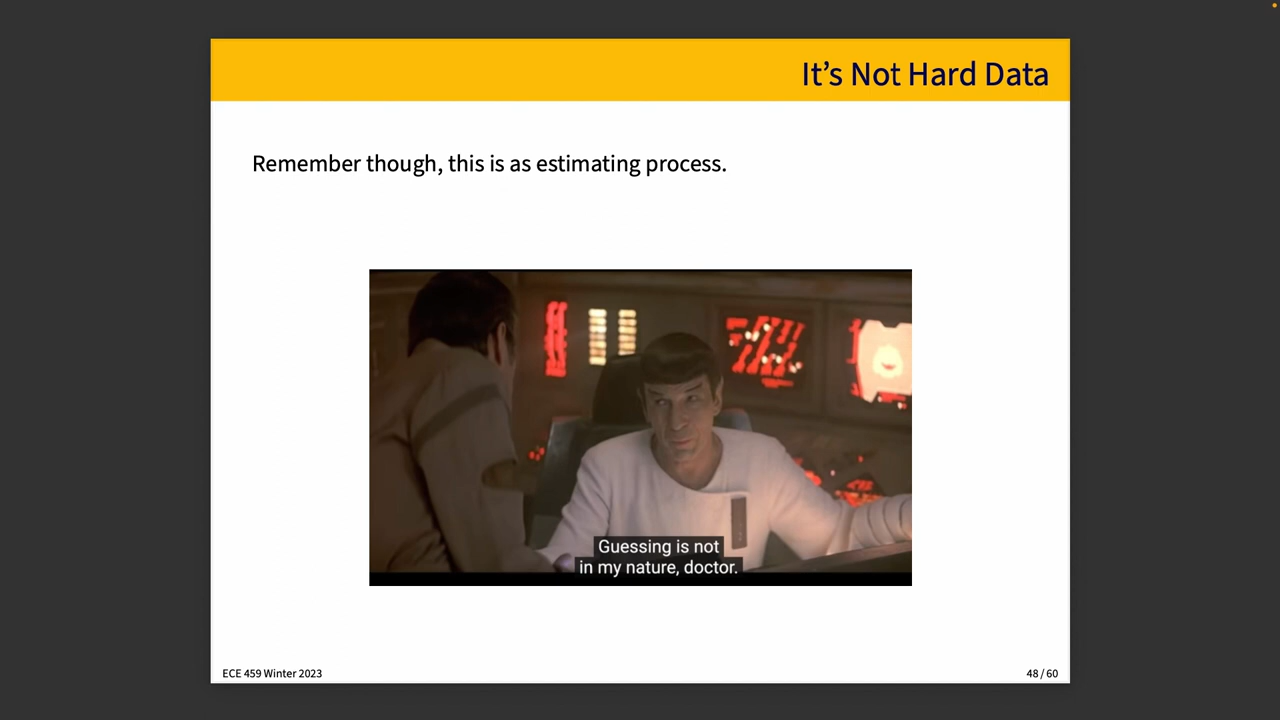 It’s Not Hard Data
Remember though, this is as estimating process.
Guessing is not
in my nature, doctor.
ECE 459 Winter 2023
48 / 60